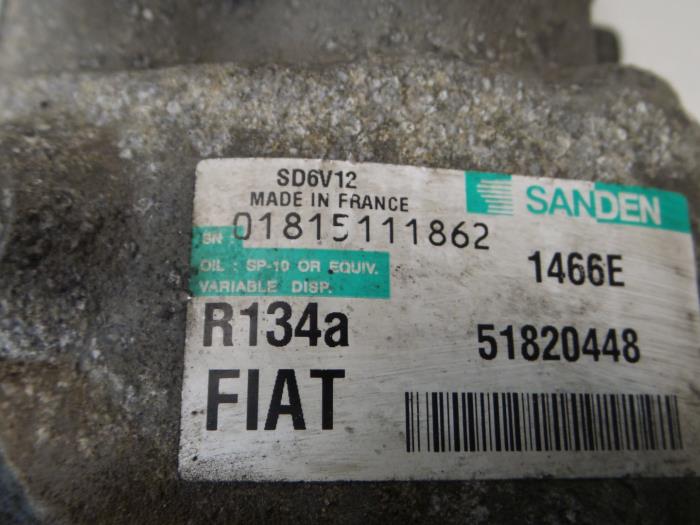 SD6V12
MADE IN FRANCE
SANDEN
SN 01815111862
OIL : SP-10 OR EQUIV.
VARIABLE DISP.
1466E
R134a
51820448
FIAT